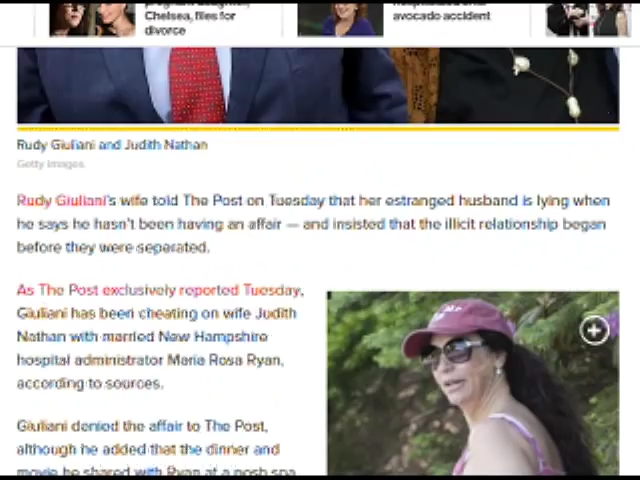 Chelsea, files for
divorce
avocado accident
Rudy Giuliani and Judith Nathan
Getty Images
Rudy Giuliani's wife told The Post on Tuesday that her estranged husband is lying when
he says he hasn't been having an affair — and insisted that the illicit relationship began
before they were separated.
As The Post exclusively reported Tuesday,
Giuliani has been cheating on wife Judith
Nathan with married New Hampshire
hospital administrator Maria Rosa Ryan,
according to sources.
Giuliani denied the affair to The Post,
although he added that the dinner and
movie he shared with Ryan at a posh spa